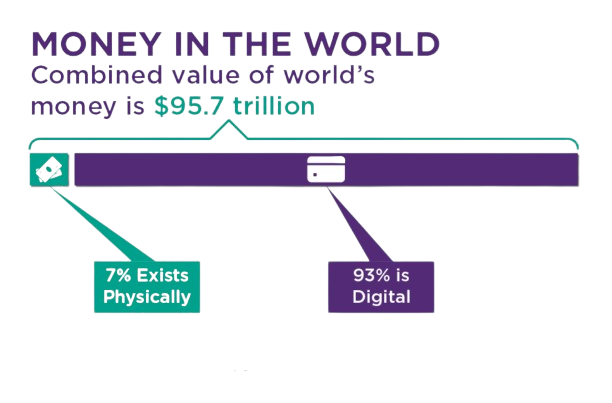 MONEY IN THE WORLD
Combined value of world's
money is $95.7 trillion
7% Exists
Physically
93% is
Digital